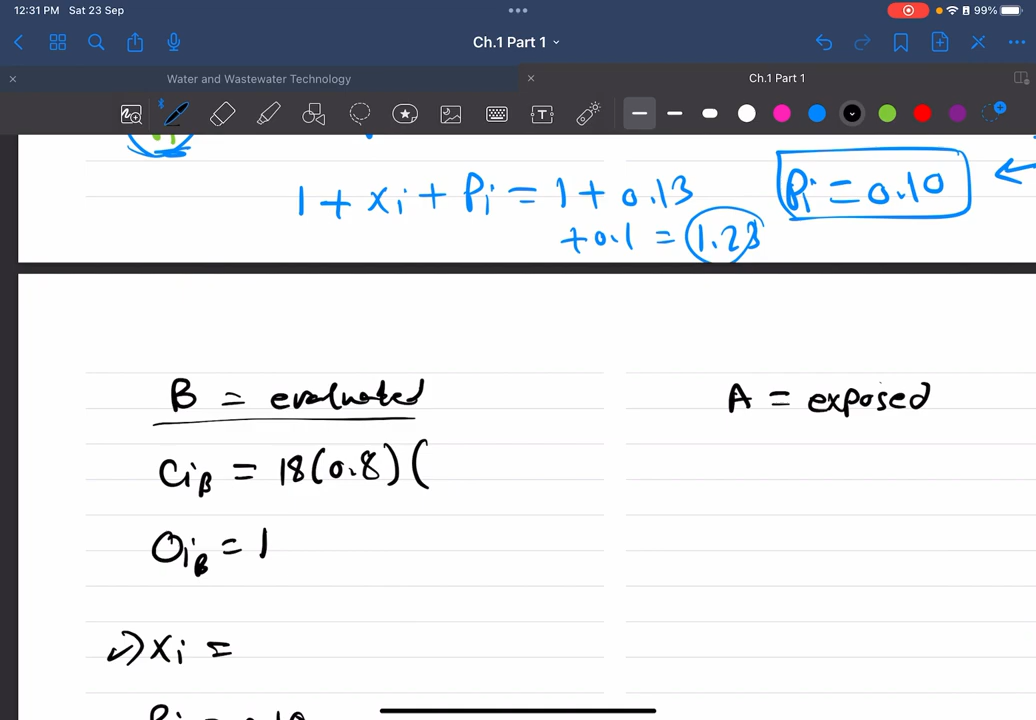 12:31 PM Sat 23 Sep
99%
Ch.1 Part 1
Water and Wastewater Technology
Ch.1 Part 1
1 + xi + Pi = 1 + 0.13
+0.1 = 1.23
Pi = 0.10
B = evaluated
A = exposed
CiB = 18(0.8)(
OiB = 1
xi =